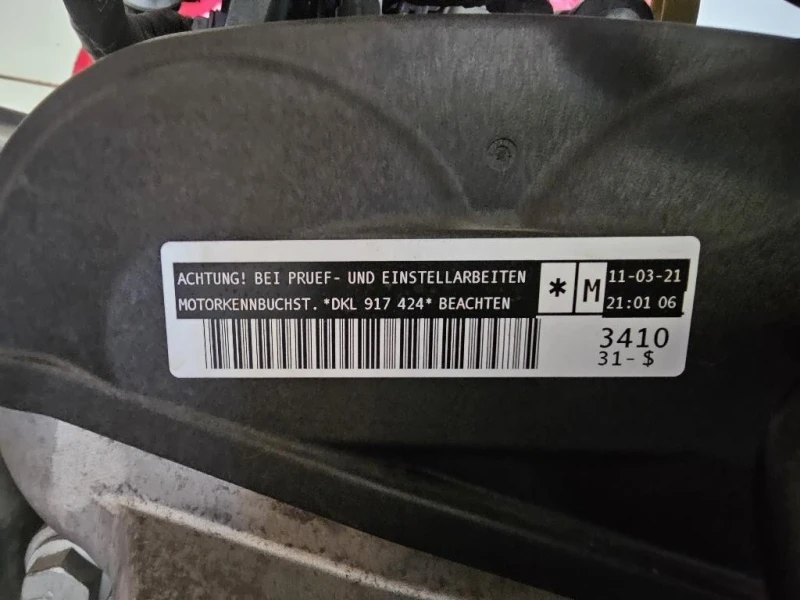 ACHTUNG! BEI PRUEF- UND EINSTELLARBEITEN * M 11-03-21
MOTORKENNBUCHST. *DKL 917 424* BEACHTEN 21:01 06
3410
31- $